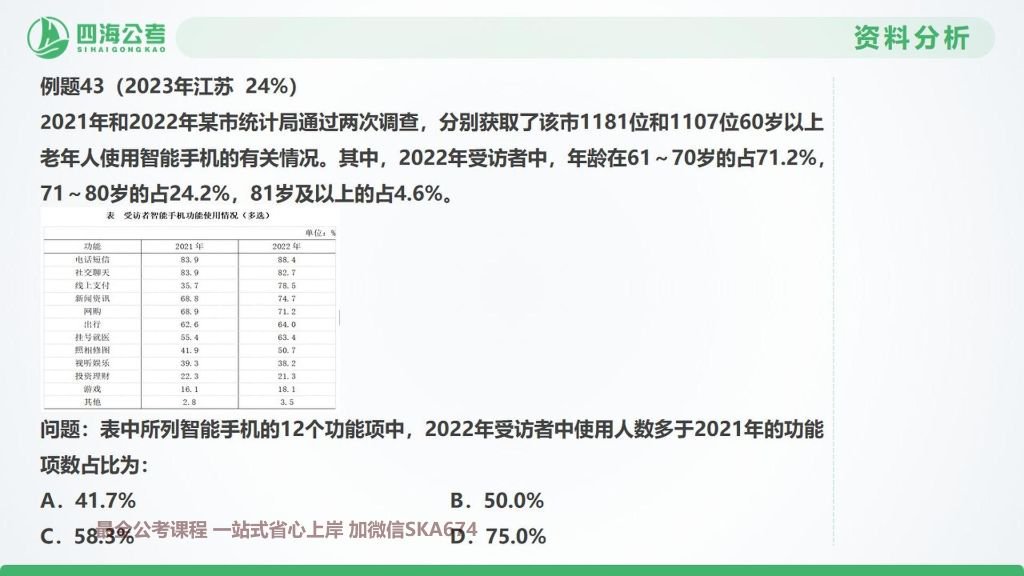 四海公考
SIHAIGONGKAO
资料分析
例题43（2023年江苏 24%）
2021年和2022年某市统计局通过两次调查，分别获取了该市1181位和1107位60岁以上
老年人使用智能手机的有关情况。其中，2022年受访者中，年龄在61～70岁的占71.2%，
71～80岁的占24.2%，81岁及以上的占4.6%。
表 受访者智能手机功能使用情况（多选）
单位：%
功能 2021年 2022年
电话短信 83.9 88.4
社交聊天 83.9 82.7
线上支付 35.7 78.5
新闻资讯 68.8 74.7
网购 68.9 71.2
出行 62.6 64.0
挂号就医 55.4 63.4
照相修图 41.9 50.7
视听娱乐 39.3 38.2
投资理财 22.3 21.3
游戏 16.1 18.1
其他 2.8 3.5
问题：表中所列智能手机的12个功能项中，2022年受访者中使用人数多于2021年的功能
项数占比为：
A．41.7% B．50.0%
C．58.3% D．75.0%
最全公考课程 一站式省心上岸 加微信SKA674